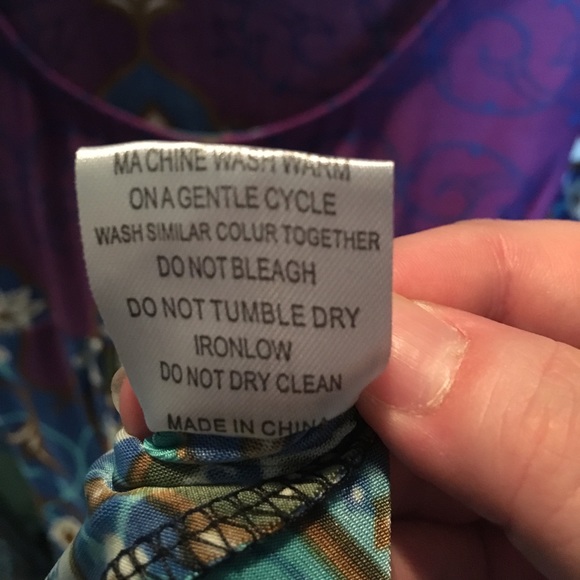 MACHINE WASH WARM
ON A GENTLE CYCLE
WASH SIMILAR COLUR TOGETHER
DO NOT BLEAGH
DO NOT TUMBLE DRY
IRONLOW
DO NOT DRY CLEAN
MADE IN CHINA